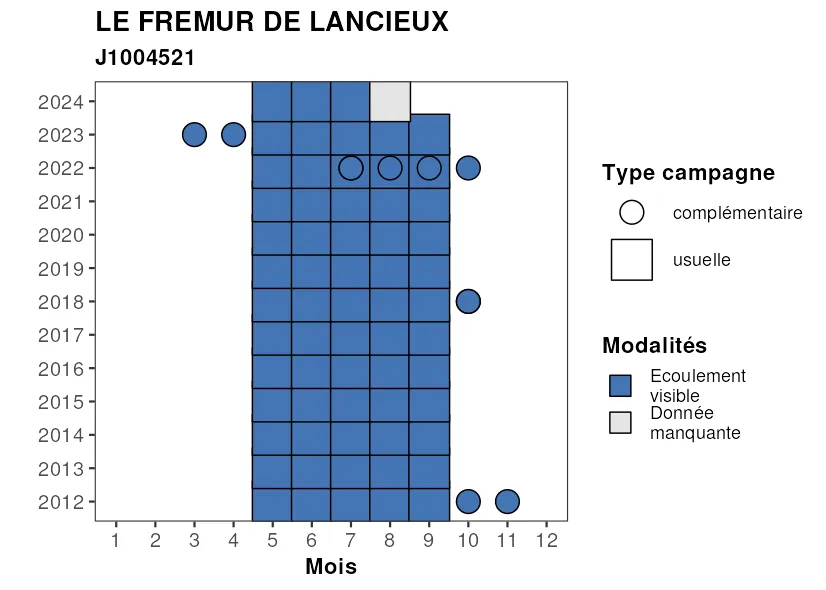 LE FREMUR DE LANCIEUX
J1004521
2024
2023
2022
2021
2020
2019
2018
2017
2016
2015
2014
2013
2012
1 2 3 4 5 6 7 8 9 10 11 12
Mois
Type campagne
complémentaire
usuelle
Modalités
Ecoulement
visible
Donnée
manquante